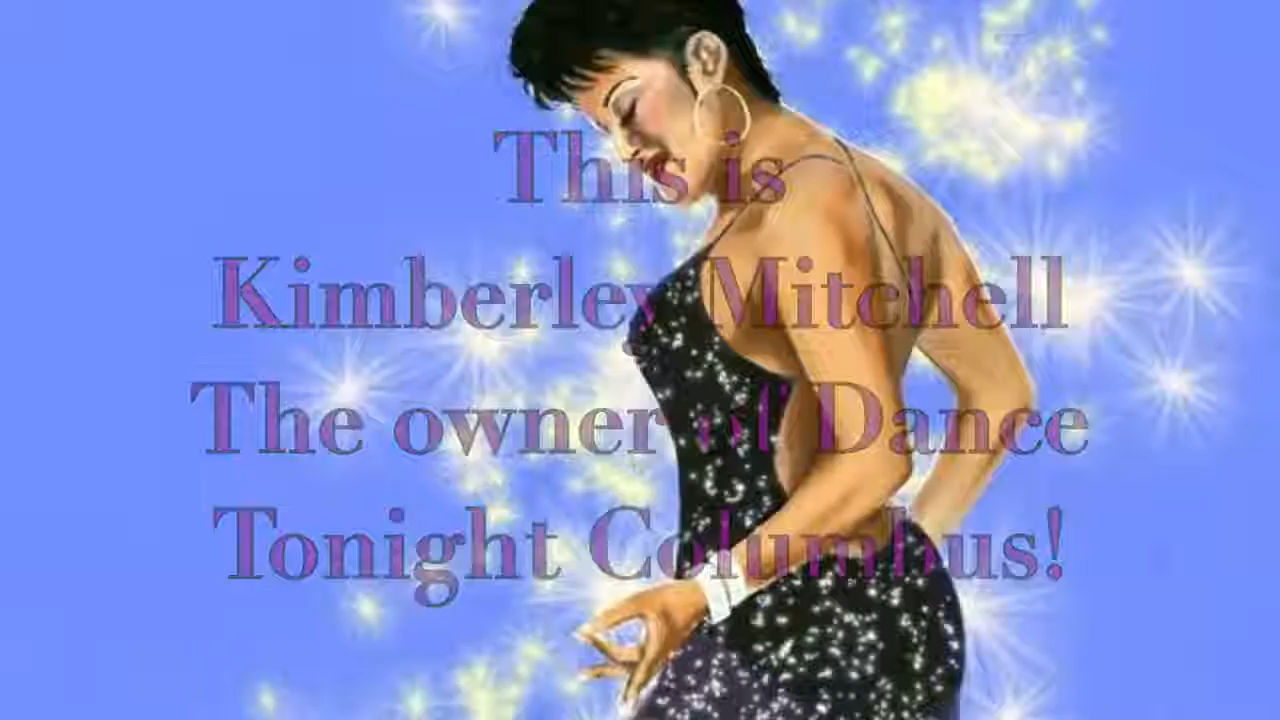 This is
Kimberley Mitchell
The owner of Dance
Tonight Columbus!